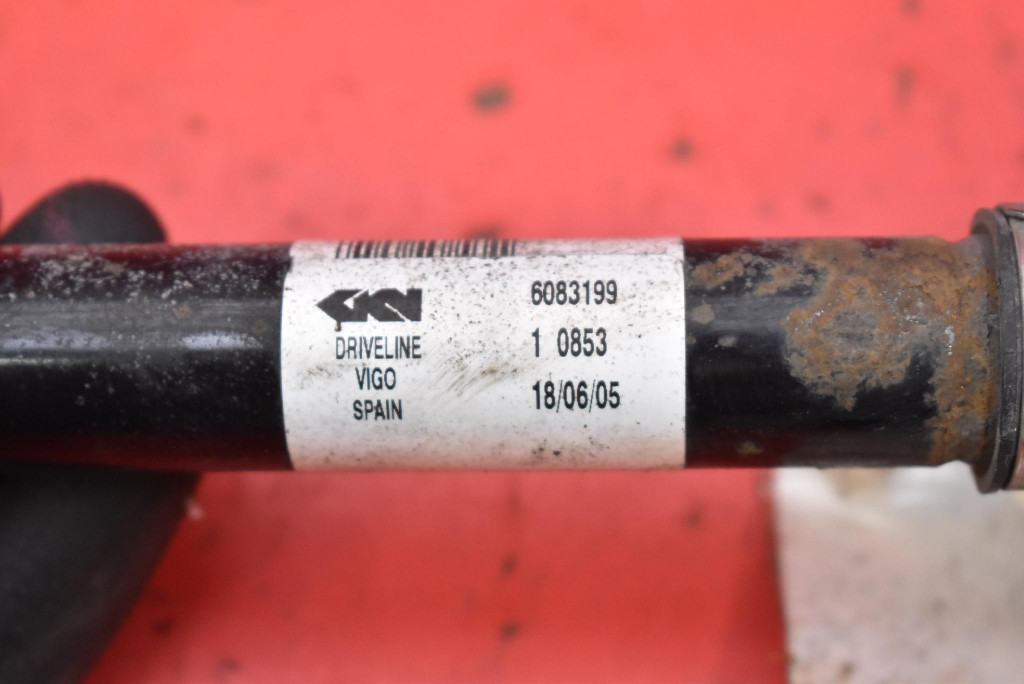 GKN
DRIVELINE
VIGO
SPAIN
6083199
1 0853
18/06/05